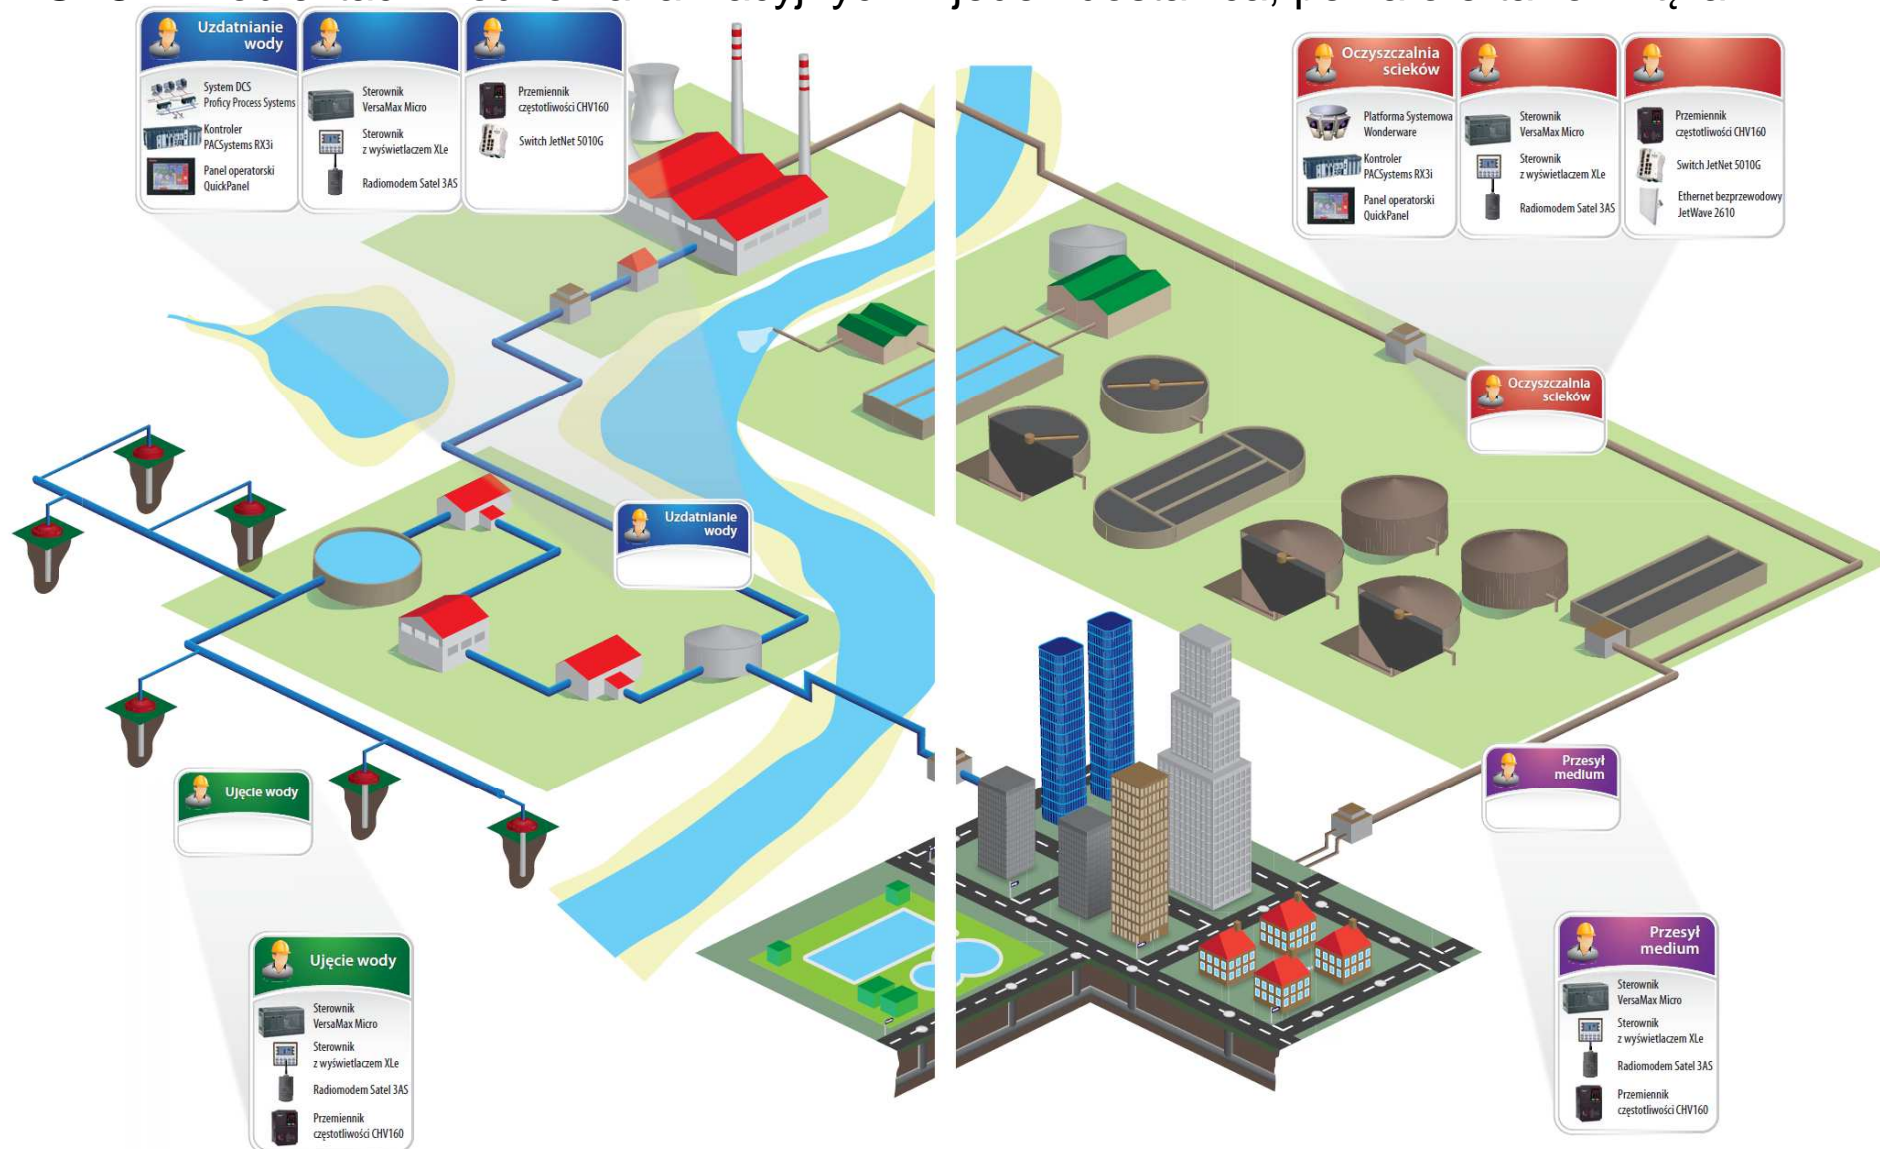 Uzdatnianie
wody
System DCS
Proficy Process Systems
Kontroler
PACSystems RX3i
Panel operatorski
QuickPanel
Sterownik
VersaMax Micro
Sterownik
z wyświetlaczem XLe
Radiomodem Satel 3AS
Przemiennik
częstotliwości CHV160
Switch JetNet 5010G
Oczyszczalnia
scieków
Platforma Systemowa
Wonderware
Kontroler
PACSystems RX3i
Panel operatorski
QuickPanel
Sterownik
VersaMax Micro
Sterownik
z wyświetlaczem XLe
Radiomodem Satel 3AS
Przemiennik
częstotliwości CHV160
Switch JetNet 5010G
Ethernet bezprzewodowy
JetWave 2610
Oczyszczalnia
scieków
Uzdatnianie
wody
Ujęcie wody
Przesył
medium
Ujęcie wody
Sterownik
VersaMax Micro
Sterownik
z wyświetlaczem XLe
Radiomodem Satel 3AS
Przemiennik
częstotliwości CHV160
Przesył
medium
Sterownik
VersaMax Micro
Sterownik
z wyświetlaczem XLe
Radiomodem Satel 3AS
Przemiennik
częstotliwości CHV160